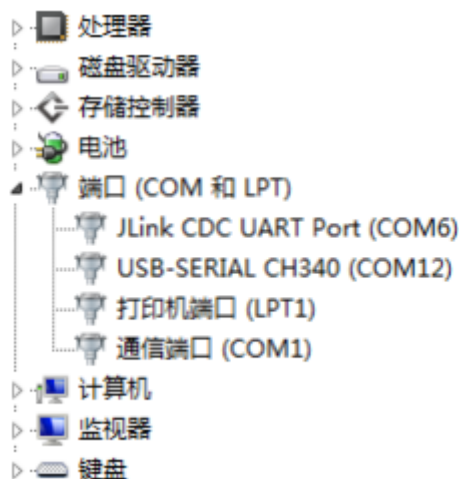 处理器
磁盘驱动器
存储控制器
电池
端口 (COM 和 LPT)
JLink CDC UART Port (COM6)
USB-SERIAL CH340 (COM12)
打印机端口 (LPT1)
通信端口 (COM1)
计算机
监视器
键盘